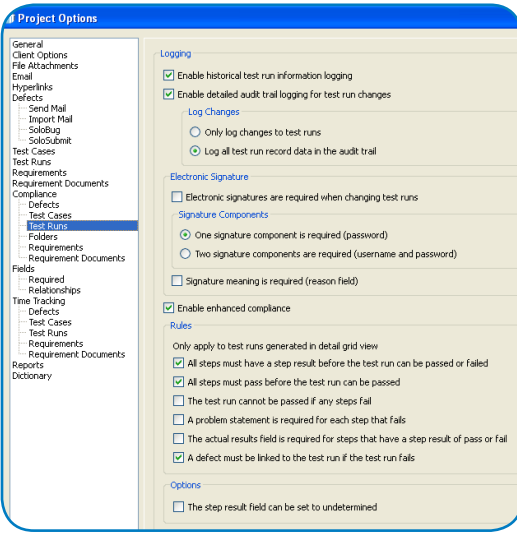 Project Options
General
Client Options
File Attachments
Email
Hyperlinks
Defects
Send Mail
Import Mail
SoloBug
SoloSubmit
Test Cases
Test Runs
Requirements
Requirement Documents
Compliance
Defects
Test Cases
Test Runs
Folders
Requirements
Requirement Documents
Fields
Required
Relationships
Time Tracking
Defects
Test Cases
Test Runs
Requirements
Requirement Documents
Reports
Dictionary
Logging
Enable historical test run information logging
Enable detailed audit trail logging for test run changes
Log Changes
Only log changes to test runs
Log all test run record data in the audit trail
Electronic Signature
Electronic signatures are required when changing test runs
Signature Components
One signature component is required (password)
Two signature components are required (username and password)
Signature meaning is required (reason field)
Enable enhanced compliance
Rules
Only apply to test runs generated in detail grid view
All steps must have a step result before the test run can be passed or failed
All steps must pass before the test run can be passed
The test run cannot be passed if any steps fail
A problem statement is required for each step that fails
The actual results field is required for steps that have a step result of pass or fail
A defect must be linked to the test run if the test run fails
Options
The step result field can be set to undetermined